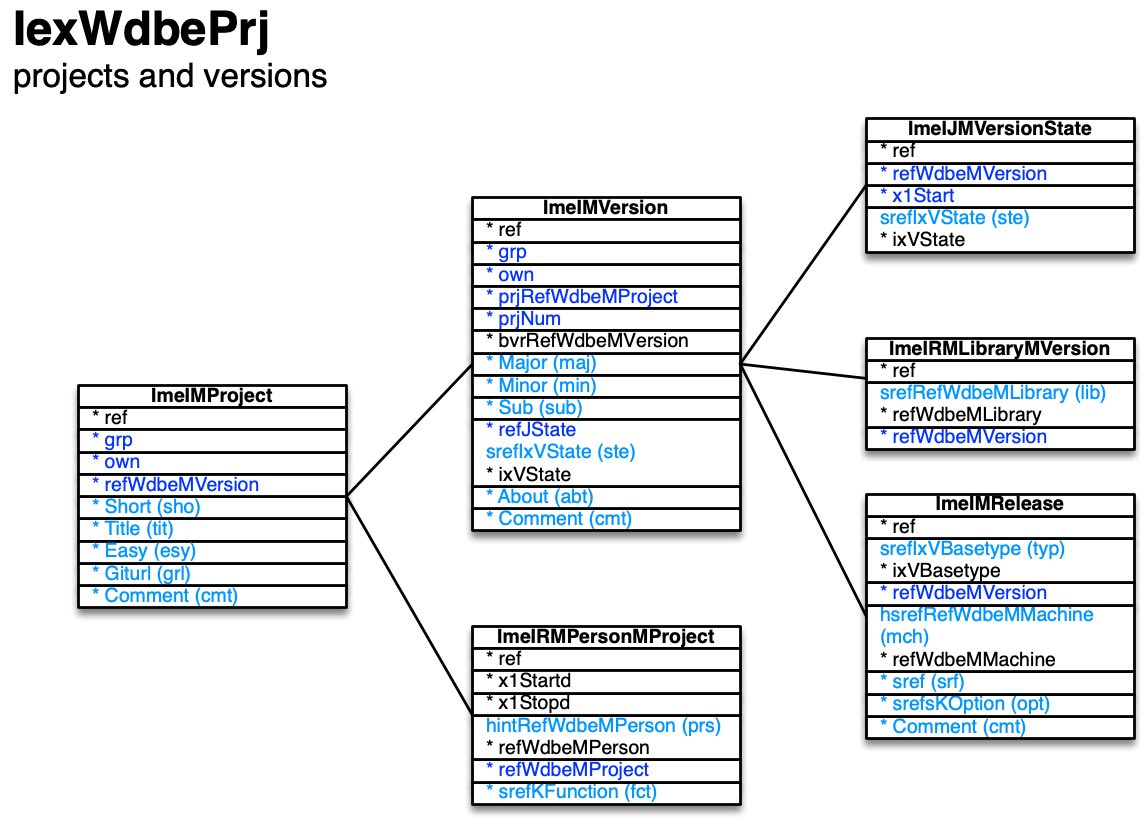 IexWdbePrj
projects and versions
ImeIMProject
* ref
* grp
* own
* refWdbeMVersion
* Short (sho)
* Title (tit)
* Easy (esy)
* Giturl (grl)
* Comment (cmt)
ImeIMVersion
* ref
* grp
* own
* prjRefWdbeMProject
* prjNum
* bvrRefWdbeMVersion
* Major (maj)
* Minor (min)
* Sub (sub)
* refJState
srefIxVState (ste)
* ixVState
* About (abt)
* Comment (cmt)
ImeIRMPersonMProject
* ref
* x1Startd
* x1Stopd
hintRefWdbeMPerson (prs)
* refWdbeMPerson
* refWdbeMProject
* srefKFunction (fct)
ImeIJMVersionState
* ref
* refWdbeMVersion
* x1Start
srefIxVState (ste)
* ixVState
ImeIRMLibraryMVersion
* ref
srefRefWdbeMLibrary (lib)
* refWdbeMLibrary
* refWdbeMVersion
ImeIMRelease
* ref
srefIxVBasetype (typ)
* ixVBasetype
* refWdbeMVersion
hsrefRefWdbeMMachine
(mch)
* refWdbeMMachine
* sref (srf)
* srefsKOption (opt)
* Comment (cmt)